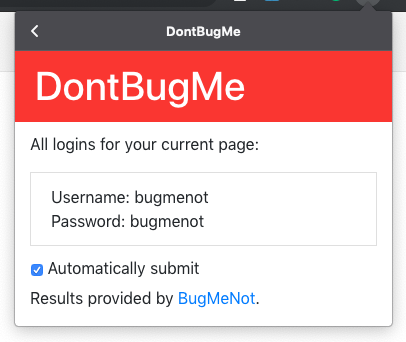 DontBugMe
DontBugMe
All logins for your current page:
Username: bugmenot
Password: bugmenot
Automatically submit
Results provided by BugMeNot.